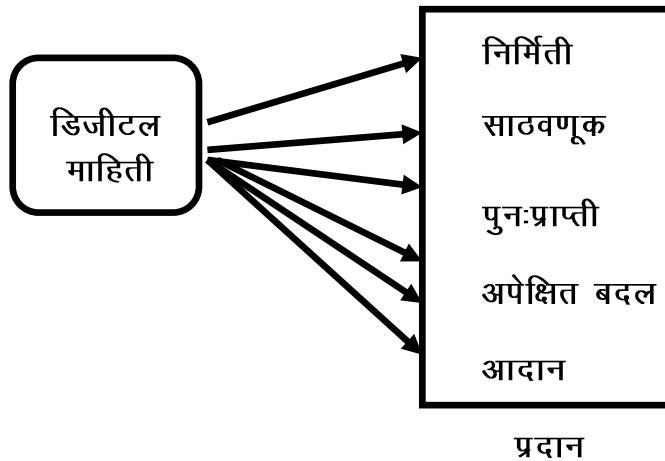 डिजीटल
माहिती
निर्मिती
साठवणूक
पुनःप्राप्ती
अपेक्षित बदल
आदान
प्रदान